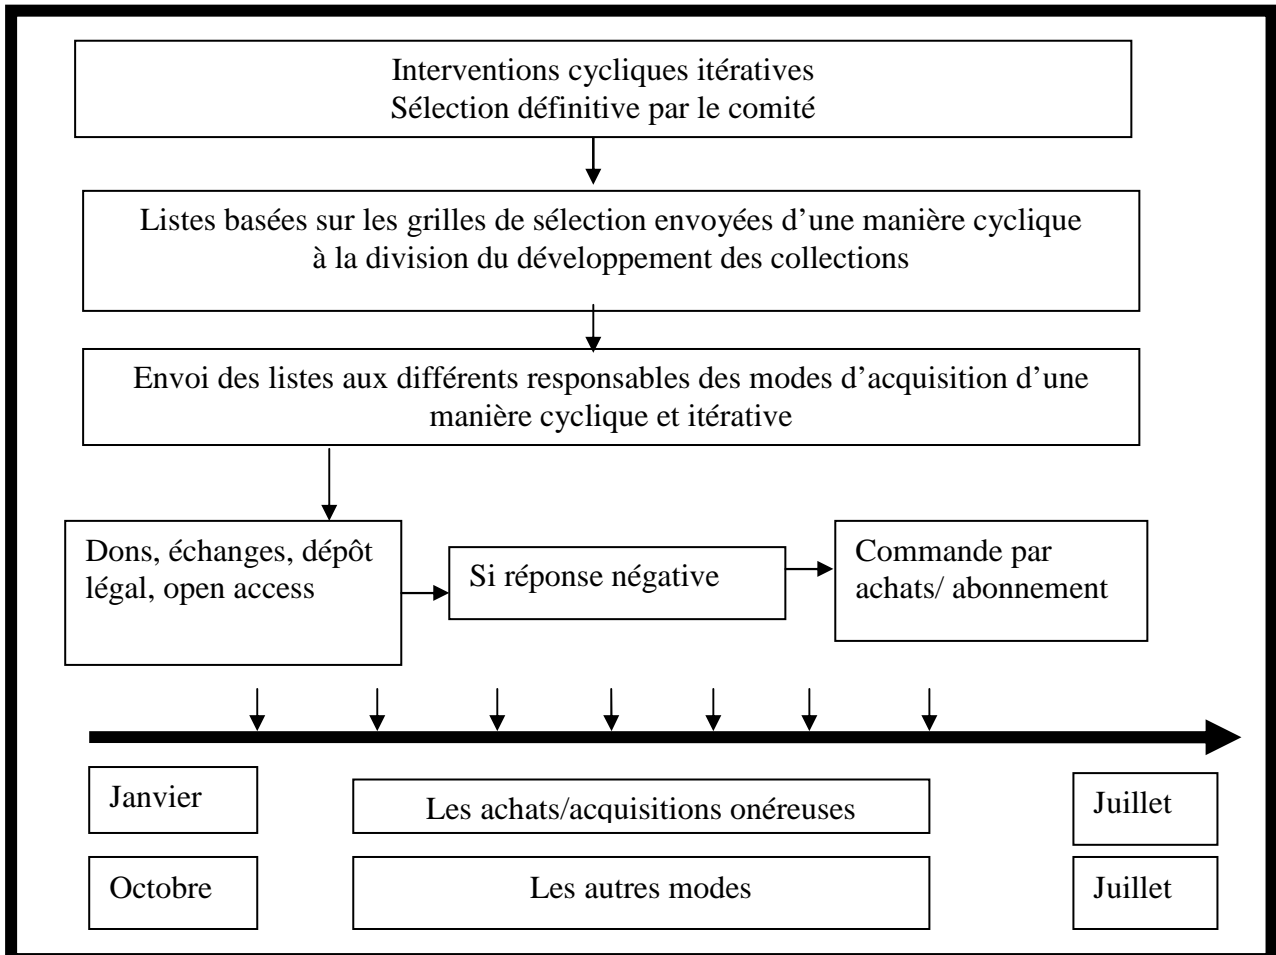 Interventions cycliques itératives
Sélection définitive par le comité
Listes basées sur les grilles de sélection envoyées d’une manière cyclique
à la division du développement des collections
Envoi des listes aux différents responsables des modes d’acquisition d’une
manière cyclique et itérative
Dons, échanges, dépôt
légal, open access
Si réponse négative
Commande par
achats/ abonnement
Janvier
Les achats/acquisitions onéreuses
Juillet
Octobre
Les autres modes
Juillet